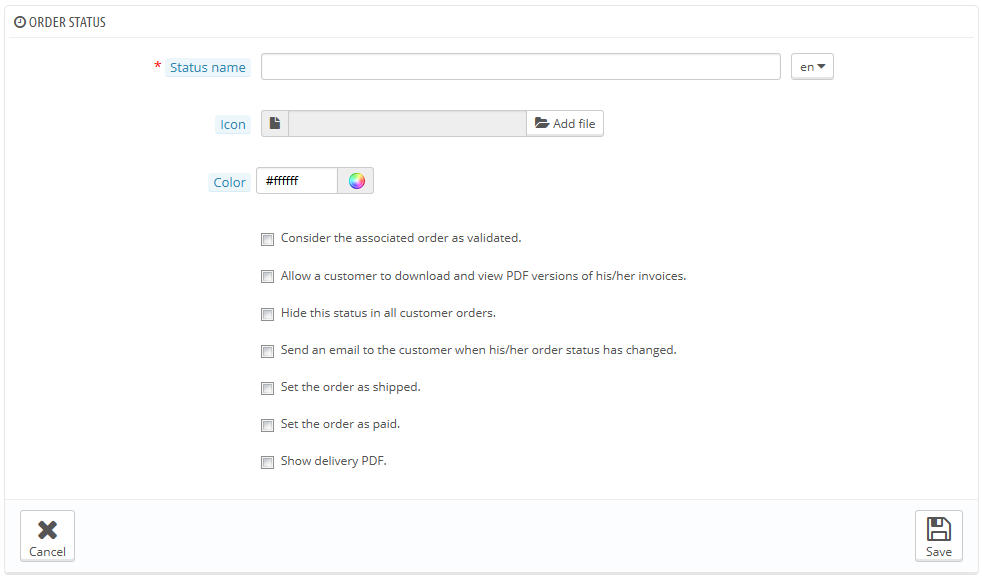 ORDER STATUS
* Status name en
Icon Add file
Color #ffffff
Consider the associated order as validated.
Allow a customer to download and view PDF versions of his/her invoices.
Hide this status in all customer orders.
Send an email to the customer when his/her order status has changed.
Set the order as shipped.
Set the order as paid.
Show delivery PDF.
Cancel Save